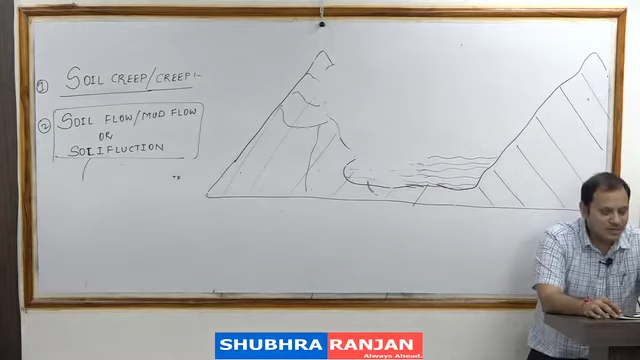 ① SOIL CREEP/CREEP:-
② SOIL FLOW/MUD FLOW
OR
SOLIFLUCTION
SHUBHRA RANJAN
Always Ahead.